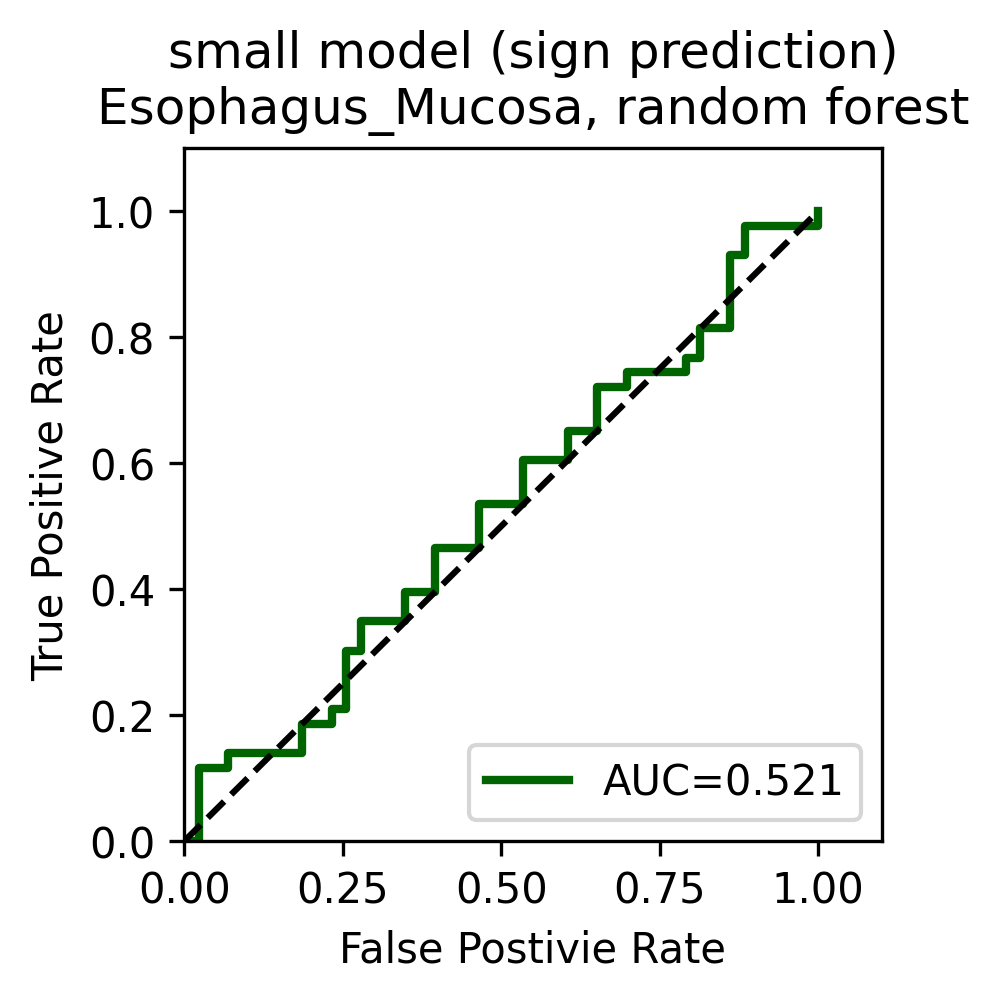 small model (sign prediction)
Esophagus_Mucosa, random forest
1.0
0.8
0.6
0.4
0.2
0.0
True Positive Rate
AUC=0.521
0.00 0.25 0.50 0.75 1.00
False Postivie Rate